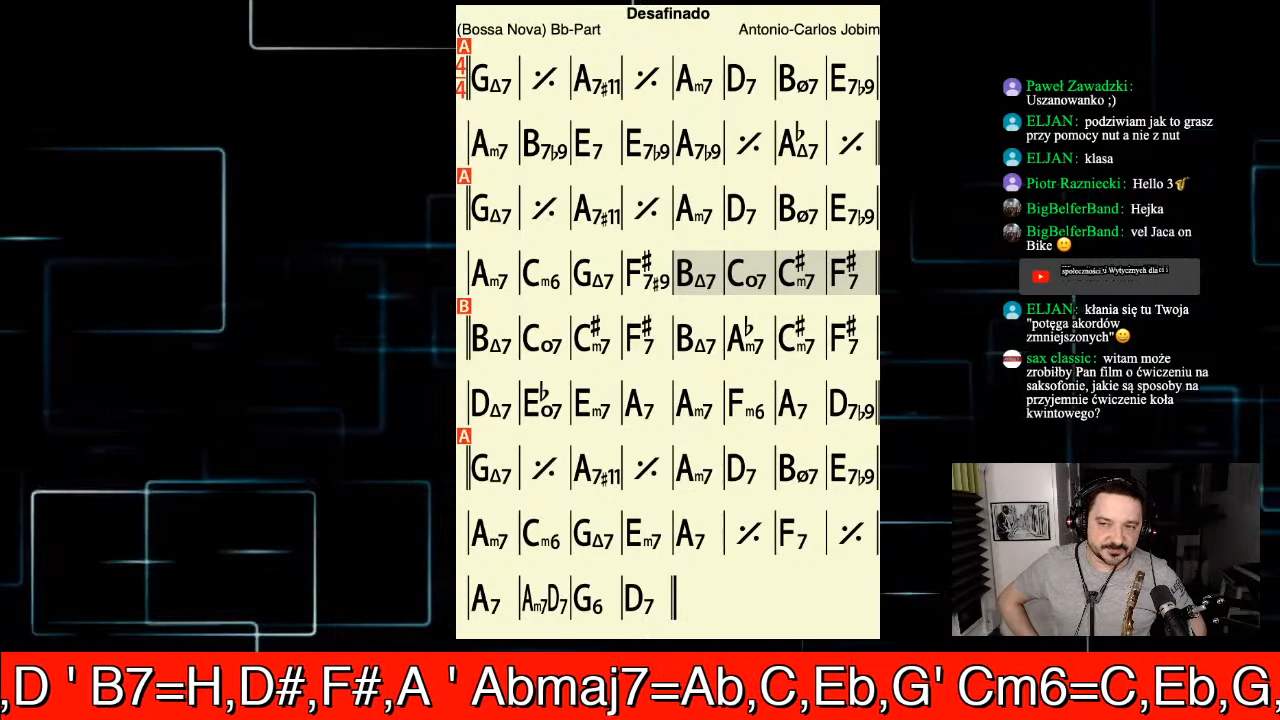 Desafinado
(Bossa Nova) Bb-Part Antonio-Carlos Jobim
A
4/4 GΔ7 | ٪ | A7♯11 | ٪ | Am7 | D7 | Bø7 | E7♭9
Am7 | B7♭9 | E7 | E7♭9 | A7♭9 | ٪ | A♭Δ7 | ٪
A
GΔ7 | ٪ | A7♯11 | ٪ | Am7 | D7 | Bø7 | E7♭9
Am7 | Cm6 | GΔ7 | F♯7♯9 | BΔ7 | Co7 | C♯m7 | F♯7
B
BΔ7 | Co7 | C♯m7 | F♯7 | BΔ7 | A♭m7 | C♯m7 | F♯7
DΔ7 | E♭o7 | Em7 | A7 | Am7 | Fm6 | A7 | D7♭9
A
GΔ7 | ٪ | A7♯11 | ٪ | Am7 | D7 | Bø7 | E7♭9
Am7 | Cm6 | GΔ7 | Em7 | A7 | ٪ | F7 | ٪
A7 | Am7D7 | G6 | D7
Paweł Zawadzki:
Uszanowanko ;)
ELJAN: podziwiam jak to grasz
przy pomocy nut a nie z nut
ELJAN: klasa
Piotr Razniecki: Hello 3🎷
BigBelferBand: Hejka
BigBelferBand: vel Jaca on
Bike 🙂
ELJAN: kłania się tu Twoja
"potęga akordów
zmniejszonych"😀
sax classic: witam może
zrobiłby Pan film o ćwiczeniu na
saksofonie, jakie są sposoby na
przyjemnie ćwiczenie koła
kwintowego?
,D ' B7=H,D#,F#,A ' Abmaj7=Ab,C,Eb,G' Cm6=C,Eb,G,